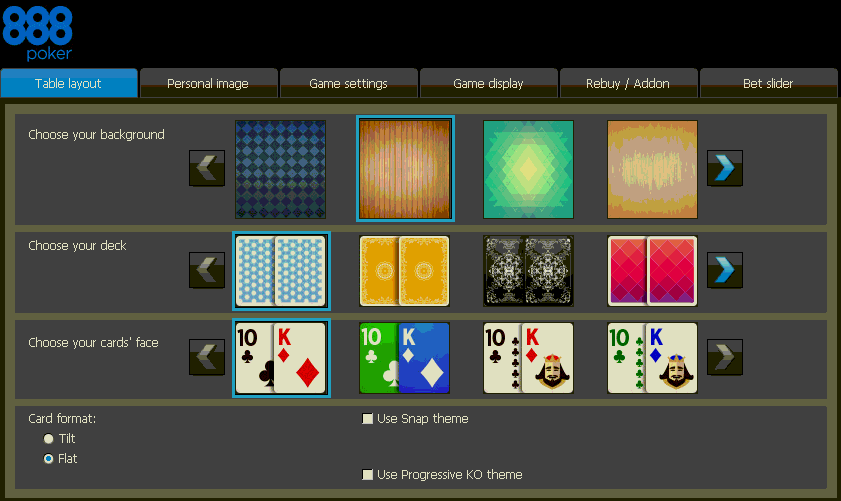 888
poker
Table layout
Personal image
Game settings
Game display
Rebuy / Addon
Bet slider
Choose your background
Choose your deck
Choose your cards' face
10 K
10 K
10 K
10 K
Card format:
Tilt
Flat
Use Snap theme
Use Progressive KO theme